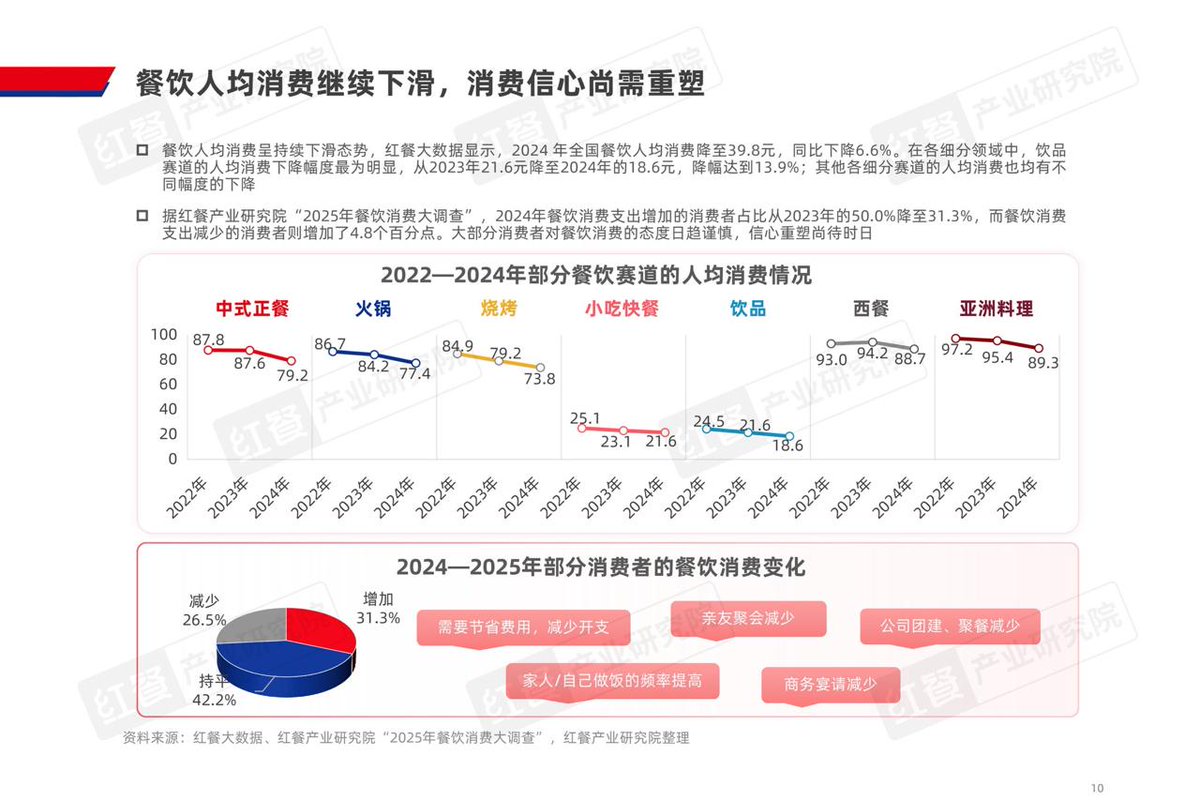 餐饮人均消费继续下滑，消费信心尚需重塑
餐饮人均消费呈持续下滑态势，红餐大数据显示，2024 年全国餐饮人均消费降至39.8元，同比下降6.6%。在各细分领域中，饮品
赛道的人均消费下降幅度最为明显，从2023年21.6元降至2024年的18.6元，降幅达到13.9%；其他各细分赛道的人均消费也均有不
同幅度的下降
据红餐产业研究院“2025年餐饮消费大调查”，2024年餐饮消费支出增加的消费者占比从2023年的50.0%降至31.3%，而餐饮消费
支出减少的消费者则增加了4.8个百分点。大部分消费者对餐饮消费的态度日趋谨慎，信心重塑尚待时日
2022—2024年部分餐饮赛道的人均消费情况
中式正餐 火锅 烧烤 小吃快餐 饮品 西餐 亚洲料理
100
80
60
40
20
0
87.8 87.6 79.2
86.7 84.2 77.4
84.9 79.2 73.8
25.1 23.1 21.6
24.5 21.6 18.6
93.0 94.2 88.7
97.2 95.4 89.3
2022年 2023年 2024年 2022年 2023年 2024年 2022年 2023年 2024年 2022年 2023年 2024年 2022年 2023年 2024年 2022年 2023年 2024年 2022年 2023年 2024年
2024—2025年部分消费者的餐饮消费变化
减少
26.5%
增加
31.3%
持平
42.2%
需要节省费用，减少开支
亲友聚会减少
公司团建、聚餐减少
家人/自己做饭的频率提高
商务宴请减少
资料来源：红餐大数据、红餐产业研究院“2025年餐饮消费大调查”，红餐产业研究院整理
10
红餐 产业研究院